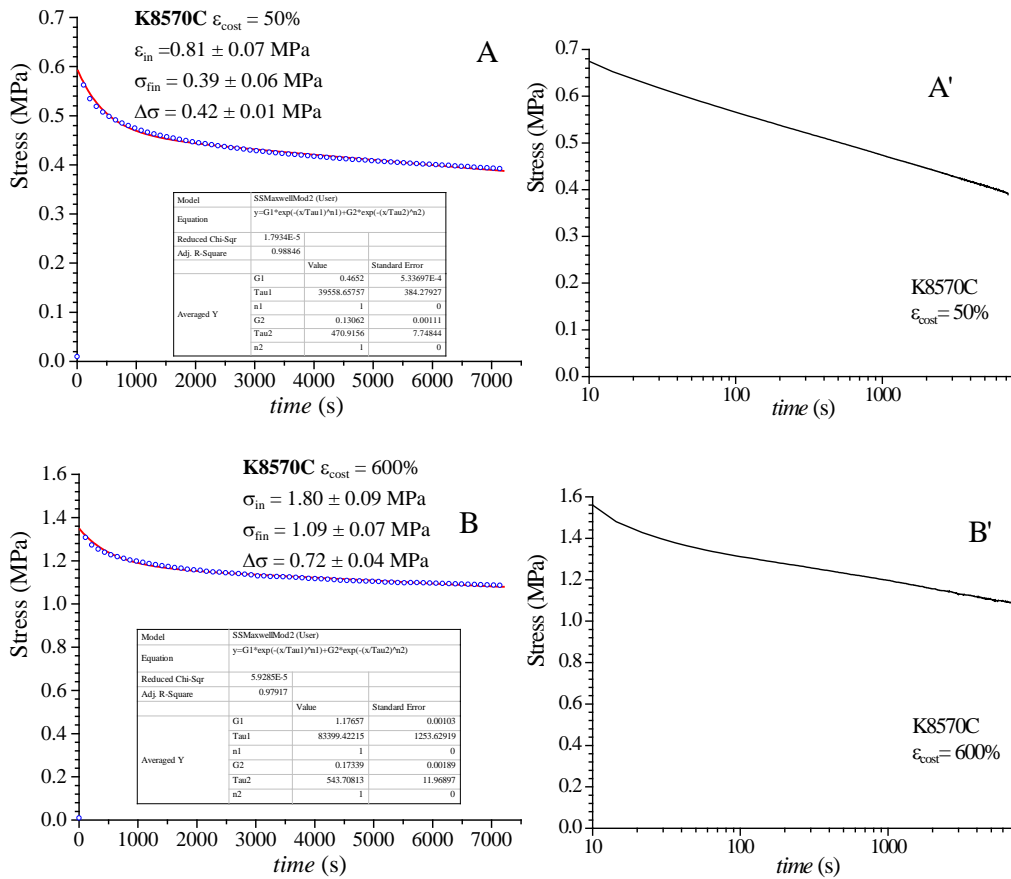 K8570C εcost = 50%
εin =0.81 ± 0.07 MPa
σfin = 0.39 ± 0.06 MPa
Δσ = 0.42 ± 0.01 MPa
A
Stress (MPa)
0.7
0.6
0.5
0.4
0.3
0.2
0.1
0.0
0 1000 2000 3000 4000 5000 6000 7000
time (s)
Model SSMaxwellMod2 (User)
Equation y=G1*exp(-(x/Tau1)^n1)+G2*exp(-(x/Tau2)^n2)
Reduced Chi-Sqr 1.7934E-5
Adj. R-Square 0.98846
Value Standard Error
Averaged Y
G1 0.4652 5.33697E-4
Tau1 39558.65757 384.27927
n1 1 0
G2 0.13062 0.00111
Tau2 470.9156 7.74844
n2 1 0
A'
Stress (MPa)
0.7
0.6
0.5
0.4
0.3
0.2
0.1
0.0
10 100 1000
time (s)
K8570C
εcost= 50%
K8570C εcost = 600%
σin = 1.80 ± 0.09 MPa
σfin = 1.09 ± 0.07 MPa
Δσ = 0.72 ± 0.04 MPa
B
Stress (MPa)
1.6
1.4
1.2
1.0
0.8
0.6
0.4
0.2
0.0
0 1000 2000 3000 4000 5000 6000 7000
time (s)
Model SSMaxwellMod2 (User)
Equation y=G1*exp(-(x/Tau1)^n1)+G2*exp(-(x/Tau2)^n2)
Reduced Chi-Sqr 5.9285E-5
Adj. R-Square 0.97917
Value Standard Error
Averaged Y
G1 1.17657 0.00103
Tau1 83399.42215 1253.62919
n1 1 0
G2 0.17339 0.00189
Tau2 543.70813 11.96897
n2 1 0
B'
Stress (MPa)
1.6
1.4
1.2
1.0
0.8
0.6
0.4
0.2
0.0
10 100 1000
time (s)
K8570C
εcost= 600%